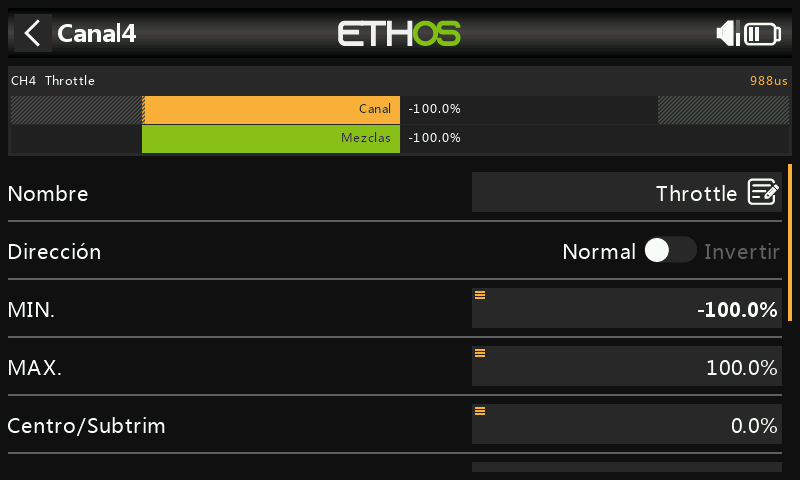 Canal4
ETHOS
CH4 Throttle 988us
Canal -100.0%
Mezclas -100.0%
Nombre Throttle
Dirección Normal Invertir
MIN. -100.0%
MAX. 100.0%
Centro/Subtrim 0.0%